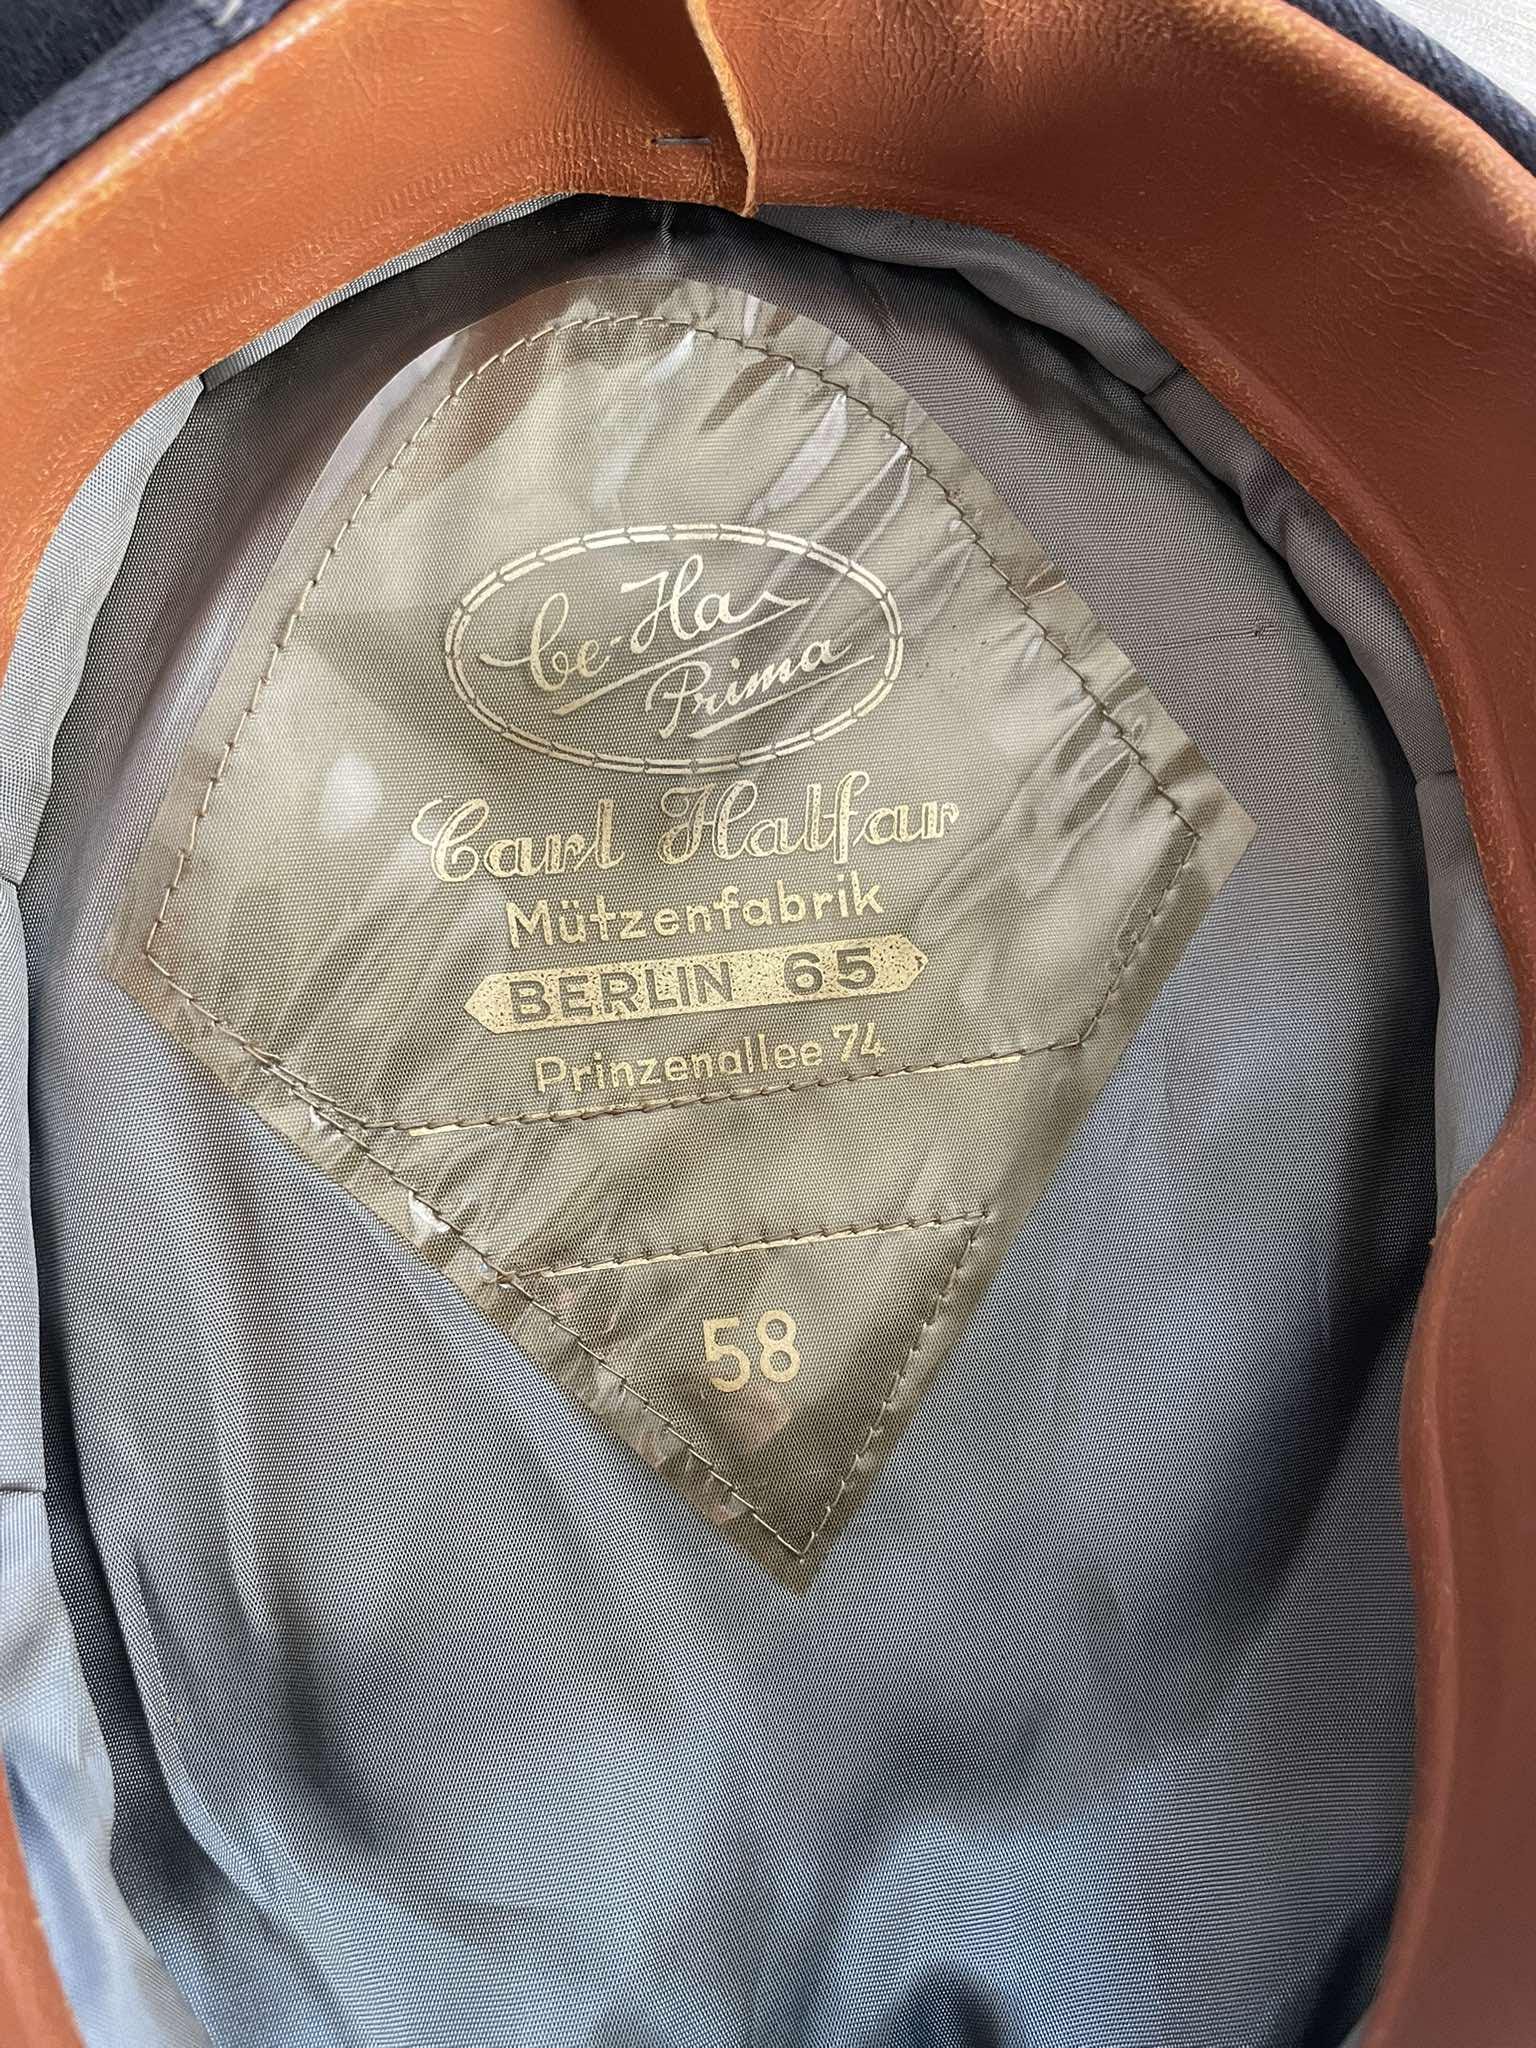 be-Ha
Prima
Carl Halfar
Mützenfabrik
BERLIN 65
Prinzenallee 74
58